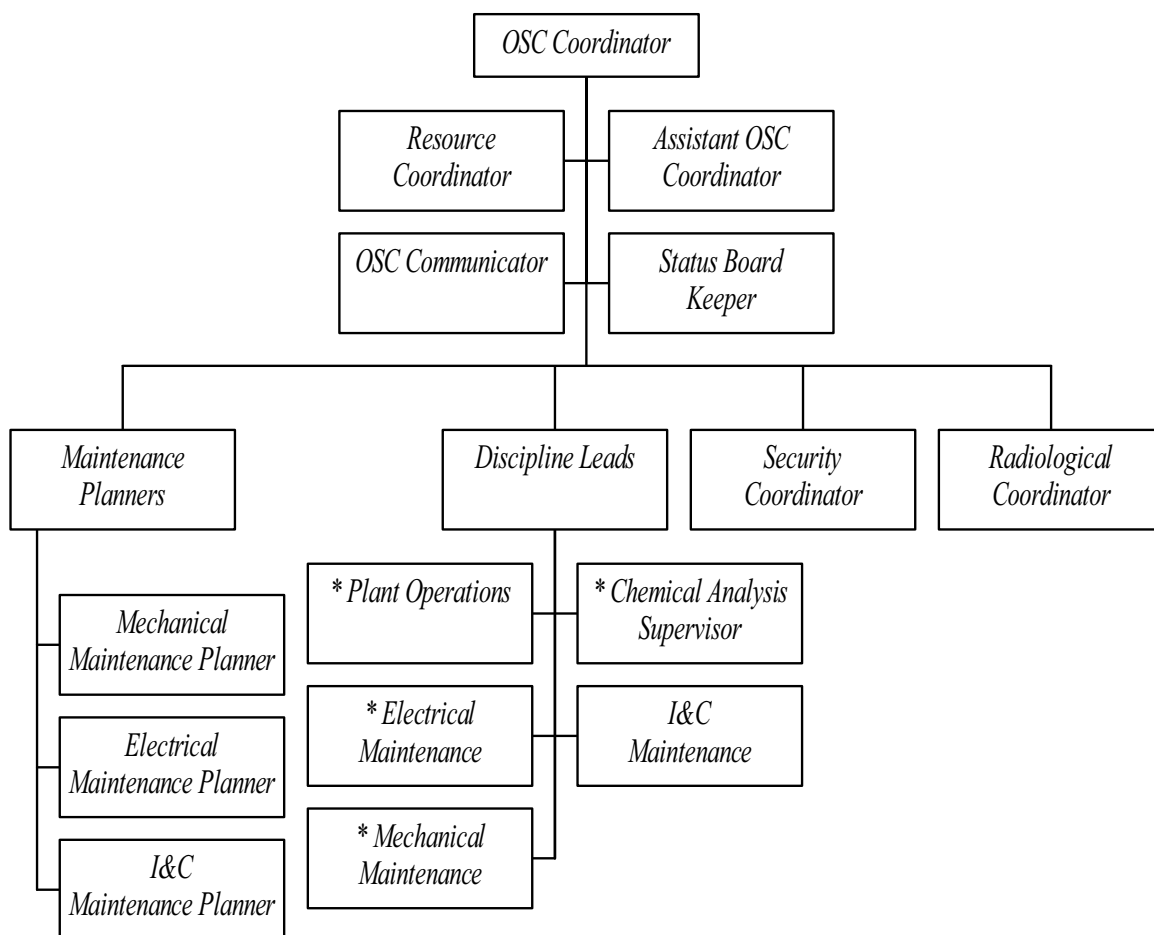 OSC Coordinator
Resource
Coordinator
Assistant OSC
Coordinator
OSC Communicator
Status Board
Keeper
Maintenance
Planners
Discipline Leads
Security
Coordinator
Radiological
Coordinator
* Plant Operations
* Chemical Analysis
Supervisor
Mechanical
Maintenance Planner
* Electrical
Maintenance
I&C
Maintenance
Electrical
Maintenance Planner
* Mechanical
Maintenance
I&C
Maintenance Planner